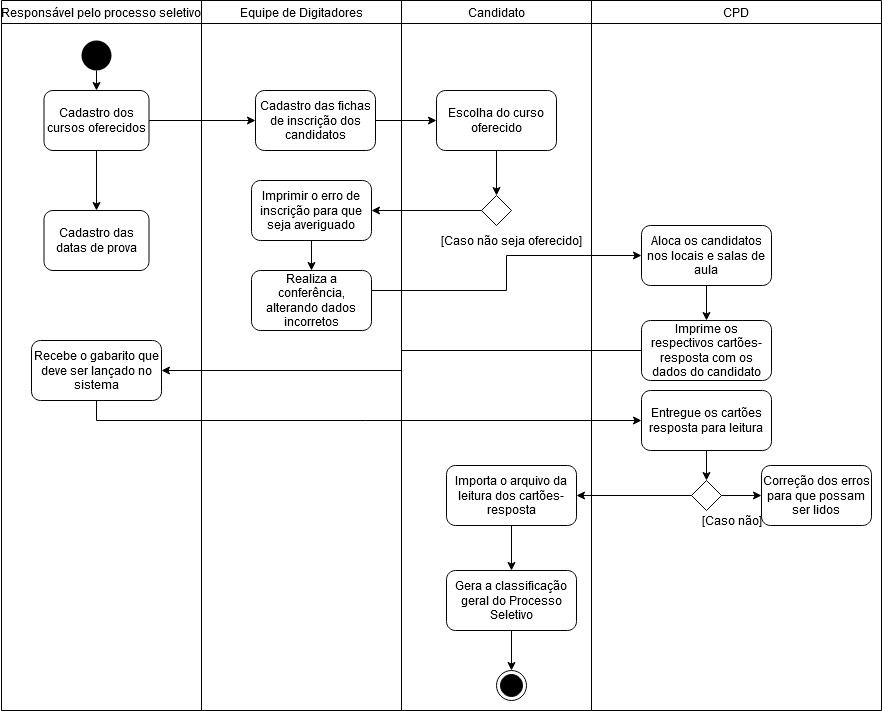 Responsável pelo processo seletivo
Equipe de Digitadores
Candidato
CPD
Cadastro dos
cursos oferecidos
Cadastro das fichas
de inscrição dos
candidatos
Escolha do curso
oferecido
Cadastro das
datas de prova
Imprimir o erro de
inscrição para que
seja averiguado
[Caso não seja oferecido]
Aloca os candidatos
nos locais e salas de
aula
Realiza a
conferência,
alterando dados
incorretos
Imprime os
respectivos cartões-
resposta com os
dados do candidato
Recebe o gabarito que
deve ser lançado no
sistema
Entregue os cartões
resposta para leitura
Importa o arquivo da
leitura dos cartões-
resposta
[Caso não]
Correção dos erros
para que possam
ser lidos
Gera a classificação
geral do Processo
Seletivo